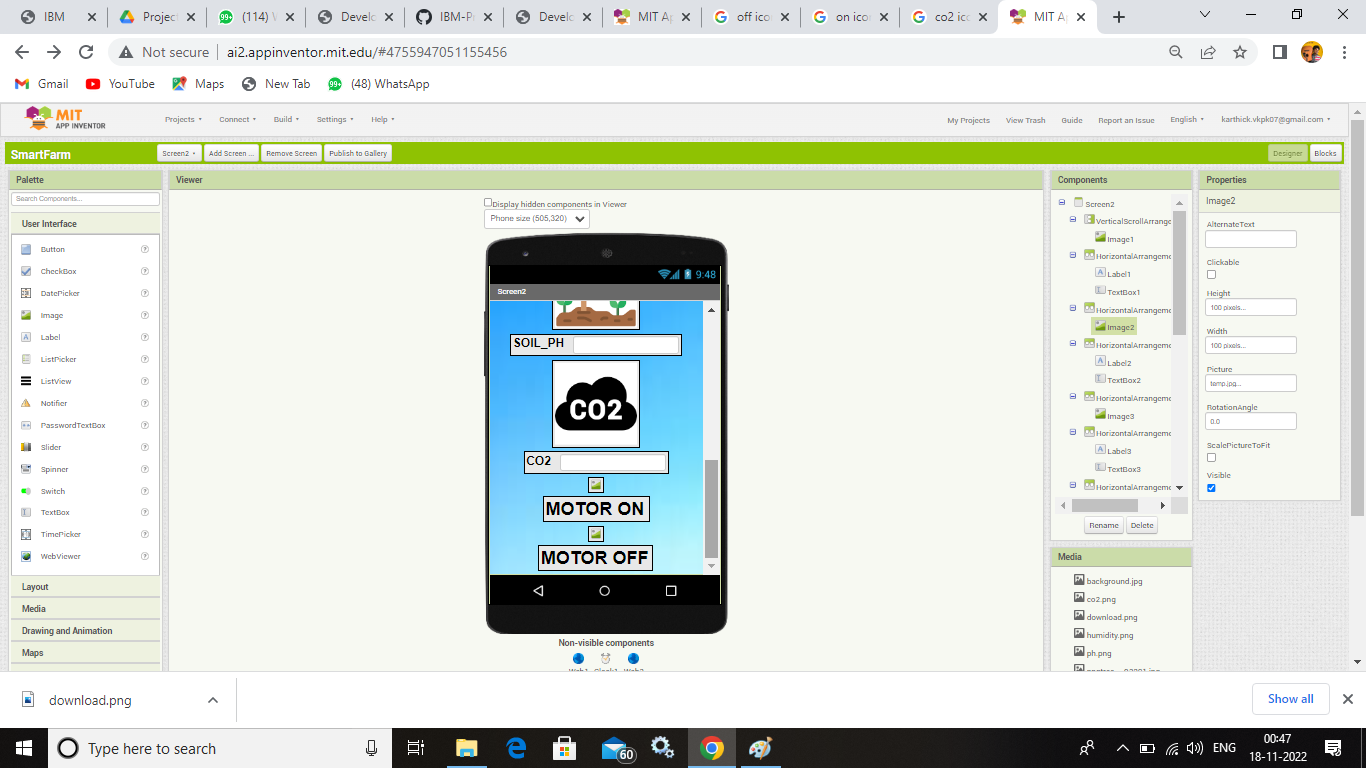 IBM
Project
(114) W
Develo
IBM-Pr
Develo
MIT Ap
off icon
on icon
co2 ico
MIT Ap
Not secure
ai2.appinventor.mit.edu/#4755947051155456
Gmail
YouTube
Maps
New Tab
(48) WhatsApp
MIT
APP INVENTOR
Projects
Connect
Build
Settings
Help
My Projects
View Trash
Guide
Report an Issue
English
karthick.vkpk07@gmail.com
SmartFarm
Screen2
Add Screen ...
Remove Screen
Publish to Gallery
Designer
Blocks
Palette
Search Components...
User Interface
Button
CheckBox
DatePicker
Image
Label
ListPicker
ListView
Notifier
PasswordTextBox
Slider
Spinner
Switch
TextBox
TimePicker
WebViewer
Layout
Media
Drawing and Animation
Maps
Viewer
Display hidden components in Viewer
Phone size (505,320)
9:48
Screen2
SOIL_PH
CO2
CO2
MOTOR ON
MOTOR OFF
Non-visible components
Web1 Clock1 Web2
Components
Screen2
VerticalScrollArrange
Image1
HorizontalArrangeme
Label1
TextBox1
HorizontalArrangeme
Image2
HorizontalArrangeme
Label2
TextBox2
HorizontalArrangeme
Image3
HorizontalArrangeme
Label3
TextBox3
HorizontalArrangeme
Rename
Delete
Media
background.jpg
co2.png
download.png
humidity.png
ph.png
Properties
Image2
AlternateText
Clickable
Height
100 pixels...
Width
100 pixels...
Picture
temp.jpg...
RotationAngle
0.0
ScalePictureToFit
Visible
download.png
Show all
Type here to search
60
ENG
00:47
18-11-2022